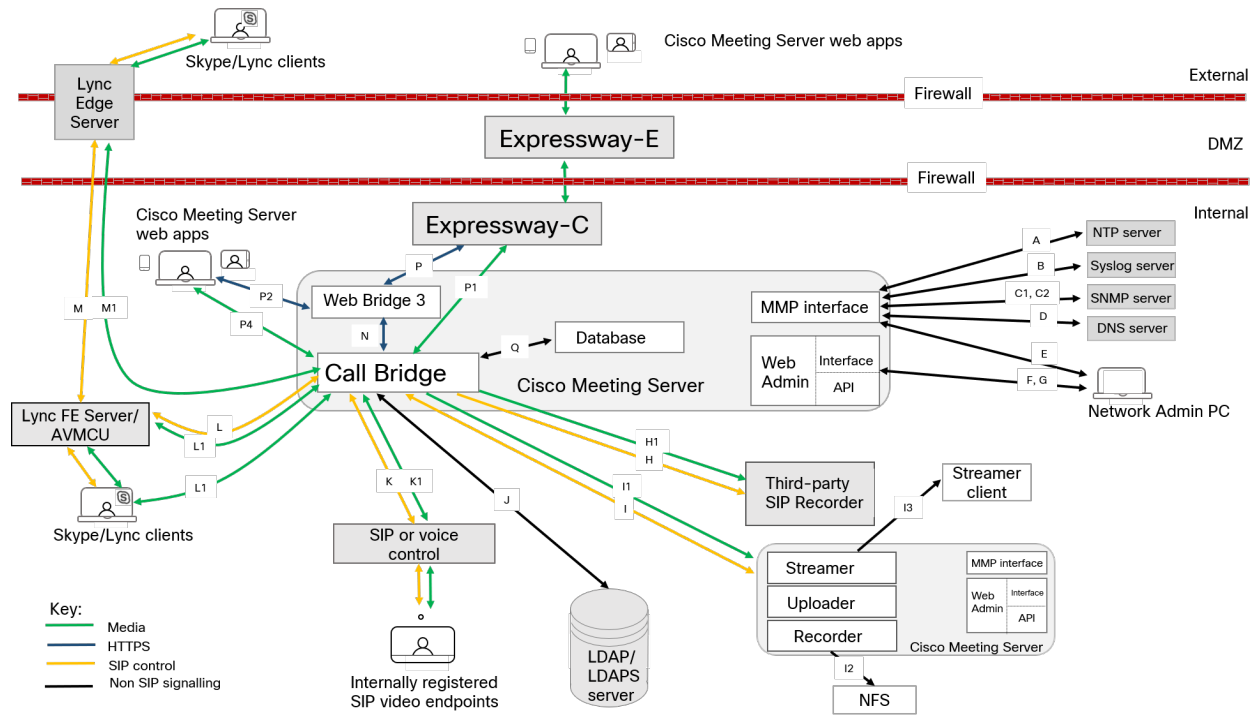 Cisco Meeting Server web apps
Skype/Lync clients
External
Lync
Edge
Server
Firewall
Expressway-E
DMZ
Firewall
Cisco Meeting Server
web apps
Expressway-C
Internal
A
NTP server
B
Syslog server
C1, C2
SNMP server
D
DNS server
E
F, G
Network Admin PC
P
P1
P2
P4
Web Bridge 3
N
MMP interface
Web
Admin
Interface
API
Q
Database
Call Bridge
Cisco Meeting Server
M
M1
Lync FE Server/
AVMCU
L
L1
L1
S
S
Skype/Lync clients
H1
H
Third-party
SIP Recorder
K
K1
J
I1
I
I3
Streamer
client
SIP or voice
control
Streamer
Uploader
Recorder
MMP interface
Web
Admin
Interface
API
Cisco Meeting Server
I2
NFS
Internally registered
SIP video endpoints
LDAP/
LDAPS
server
Key:
Media
HTTPS
SIP control
Non SIP signalling